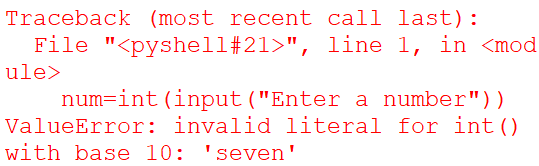 Traceback (most recent call last):
  File "<pyshell#21>", line 1, in <mod
ule>
    num=int(input("Enter a number"))
ValueError: invalid literal for int()
with base 10: 'seven'